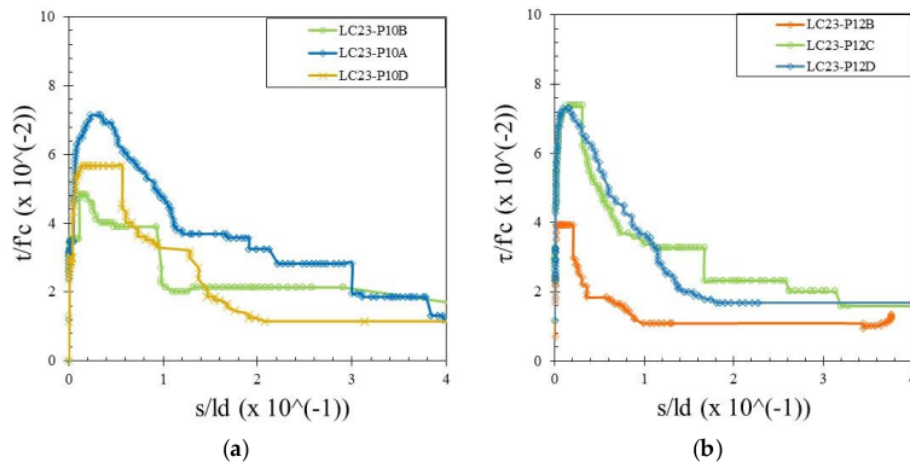 10
8
6
4
2
0
t/f'c (x 10^(-2))
LC23-P10B
LC23-P10A
LC23-P10D
0 1 2 3 4
s/ld (x 10^(-1))
(a)
10
8
6
4
2
0
τ/f'c (x 10^(-2))
LC23-P12B
LC23-P12C
LC23-P12D
0 1 2 3 4
s/ld (x 10^(-1))
(b)